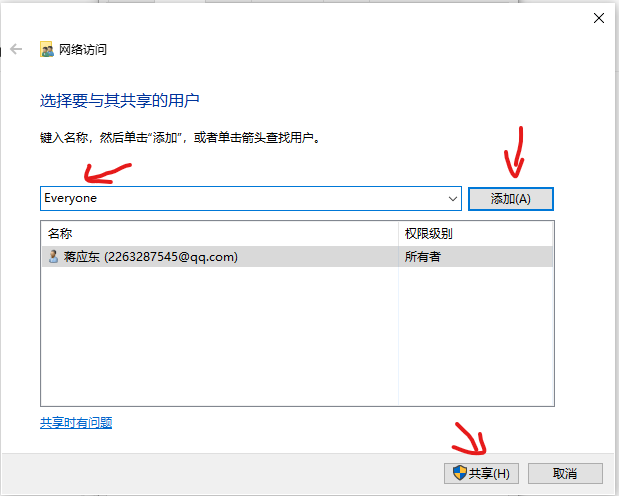 网络访问
选择要与其共享的用户
键入名称，然后单击“添加”，或者单击箭头查找用户。
Everyone
添加(A)
名称 权限级别
蒋应东 (2263287545@qq.com) 所有者
共享时有问题
共享(H) 取消